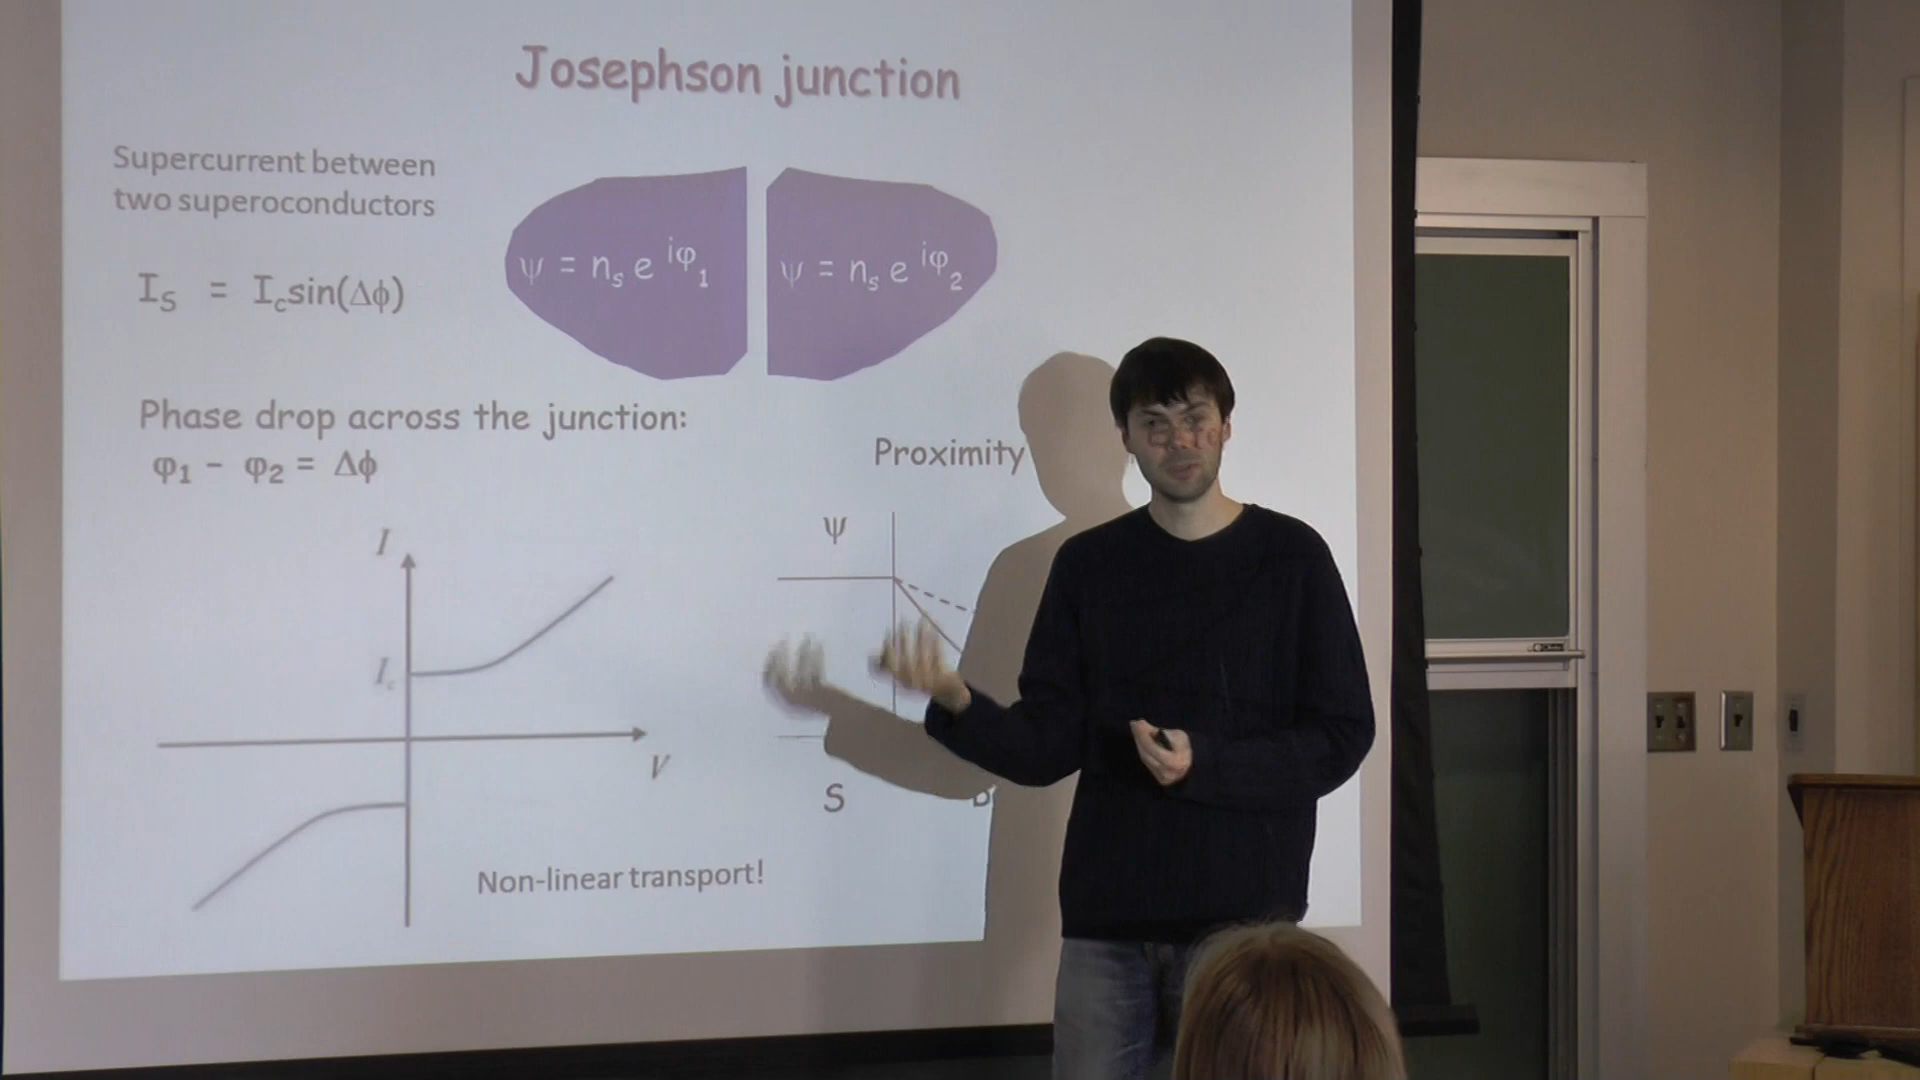 Josephson junction
Supercurrent between
two superoconductors
I_S = I_c sin(Δϕ)
ψ = n_s e^{iφ_1}
ψ = n_s e^{iφ_2}
Phase drop across the junction:
φ_1 - φ_2 = Δϕ
Proximity
I
ψ
I_c
V
S
Non-linear transport!